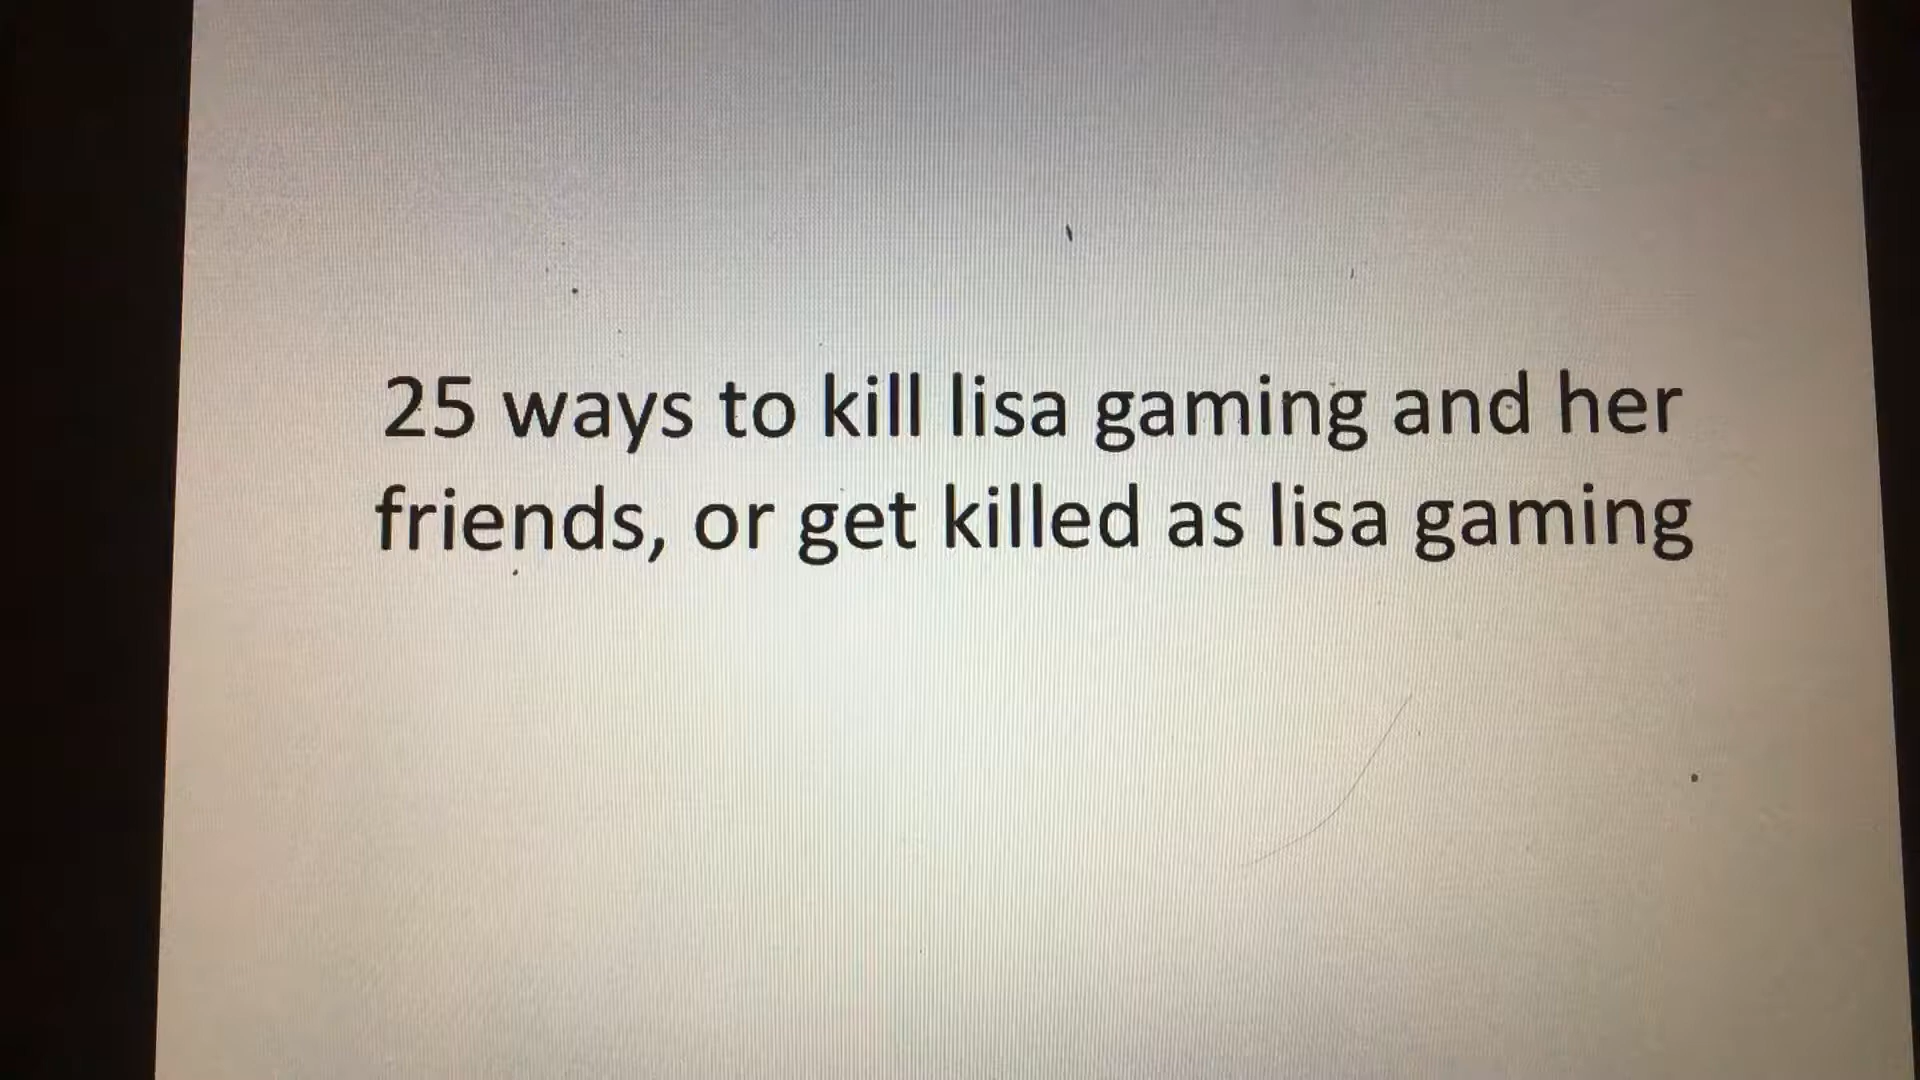 25 ways to kill lisa gaming and her
friends, or get killed as lisa gaming